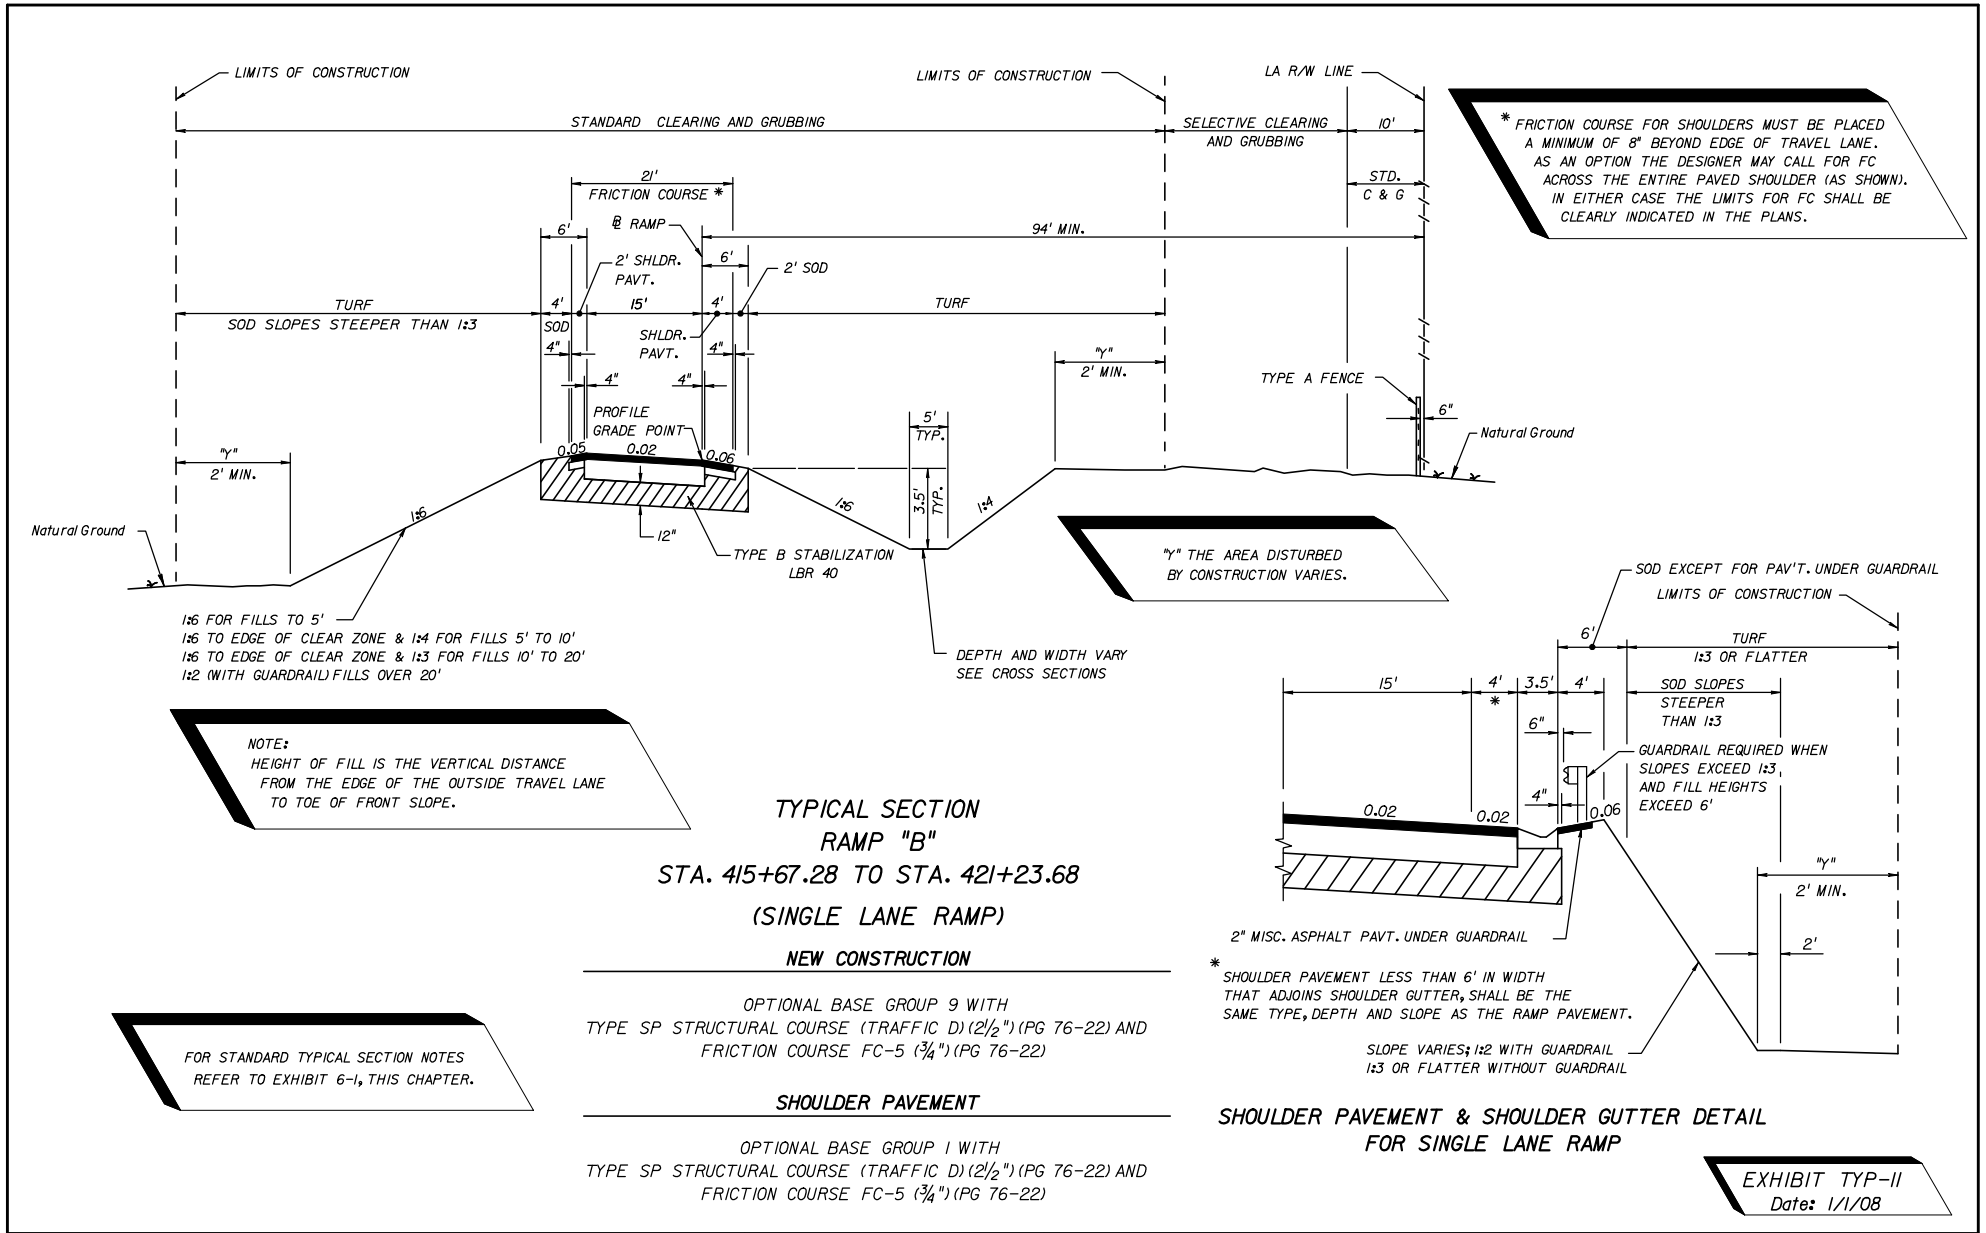 LIMITS OF CONSTRUCTION
LIMITS OF CONSTRUCTION
LA R/W LINE
STANDARD CLEARING AND GRUBBING
SELECTIVE CLEARING
AND GRUBBING
10'
STD.
C & G
* FRICTION COURSE FOR SHOULDERS MUST BE PLACED
A MINIMUM OF 8" BEYOND EDGE OF TRAVEL LANE.
AS AN OPTION THE DESIGNER MAY CALL FOR FC
ACROSS THE ENTIRE PAVED SHOULDER (AS SHOWN).
IN EITHER CASE THE LIMITS FOR FC SHALL BE
CLEARLY INDICATED IN THE PLANS.
21'
FRICTION COURSE *
6'
℄ RAMP
94' MIN.
2' SHLDR.
PAVT.
6'
2' SOD
TURF
SOD SLOPES STEEPER THAN 1:3
4'
SOD
15'
4'
TURF
SHLDR.
PAVT.
4"
4"
4"
4"
"Y"
2' MIN.
TYPE A FENCE
6"
PROFILE
GRADE POINT
5'
TYP.
Natural Ground
0.05
0.02
0.06
"Y"
2' MIN.
1:6
1:6
3.5'
TYP.
1:4
Natural Ground
12"
TYPE B STABILIZATION
LBR 40
"Y" THE AREA DISTURBED
BY CONSTRUCTION VARIES.
1:6 FOR FILLS TO 5'
1:6 TO EDGE OF CLEAR ZONE & 1:4 FOR FILLS 5' TO 10'
1:6 TO EDGE OF CLEAR ZONE & 1:3 FOR FILLS 10' TO 20'
1:2 (WITH GUARDRAIL) FILLS OVER 20'
DEPTH AND WIDTH VARY
SEE CROSS SECTIONS
NOTE:
HEIGHT OF FILL IS THE VERTICAL DISTANCE
FROM THE EDGE OF THE OUTSIDE TRAVEL LANE
TO TOE OF FRONT SLOPE.
SOD EXCEPT FOR PAV'T. UNDER GUARDRAIL
LIMITS OF CONSTRUCTION
6'
TURF
1:3 OR FLATTER
15'
4'
*
3.5'
4'
SOD SLOPES
STEEPER
THAN 1:3
6"
GUARDRAIL REQUIRED WHEN
SLOPES EXCEED 1:3
AND FILL HEIGHTS
EXCEED 6'
4"
0.02
0.02
0.06
"Y"
2' MIN.
2'
2" MISC. ASPHALT PAVT. UNDER GUARDRAIL
*
SHOULDER PAVEMENT LESS THAN 6' IN WIDTH
THAT ADJOINS SHOULDER GUTTER, SHALL BE THE
SAME TYPE, DEPTH AND SLOPE AS THE RAMP PAVEMENT.
SLOPE VARIES; 1:2 WITH GUARDRAIL
1:3 OR FLATTER WITHOUT GUARDRAIL
SHOULDER PAVEMENT & SHOULDER GUTTER DETAIL
FOR SINGLE LANE RAMP
TYPICAL SECTION
RAMP "B"
STA. 415+67.28 TO STA. 421+23.68
(SINGLE LANE RAMP)
NEW CONSTRUCTION
OPTIONAL BASE GROUP 9 WITH
TYPE SP STRUCTURAL COURSE (TRAFFIC D) (2½") (PG 76-22) AND
FRICTION COURSE FC-5 (¾") (PG 76-22)
SHOULDER PAVEMENT
OPTIONAL BASE GROUP 1 WITH
TYPE SP STRUCTURAL COURSE (TRAFFIC D) (2½") (PG 76-22) AND
FRICTION COURSE FC-5 (¾") (PG 76-22)
FOR STANDARD TYPICAL SECTION NOTES
REFER TO EXHIBIT 6-1, THIS CHAPTER.
EXHIBIT TYP-11
Date: 1/1/08